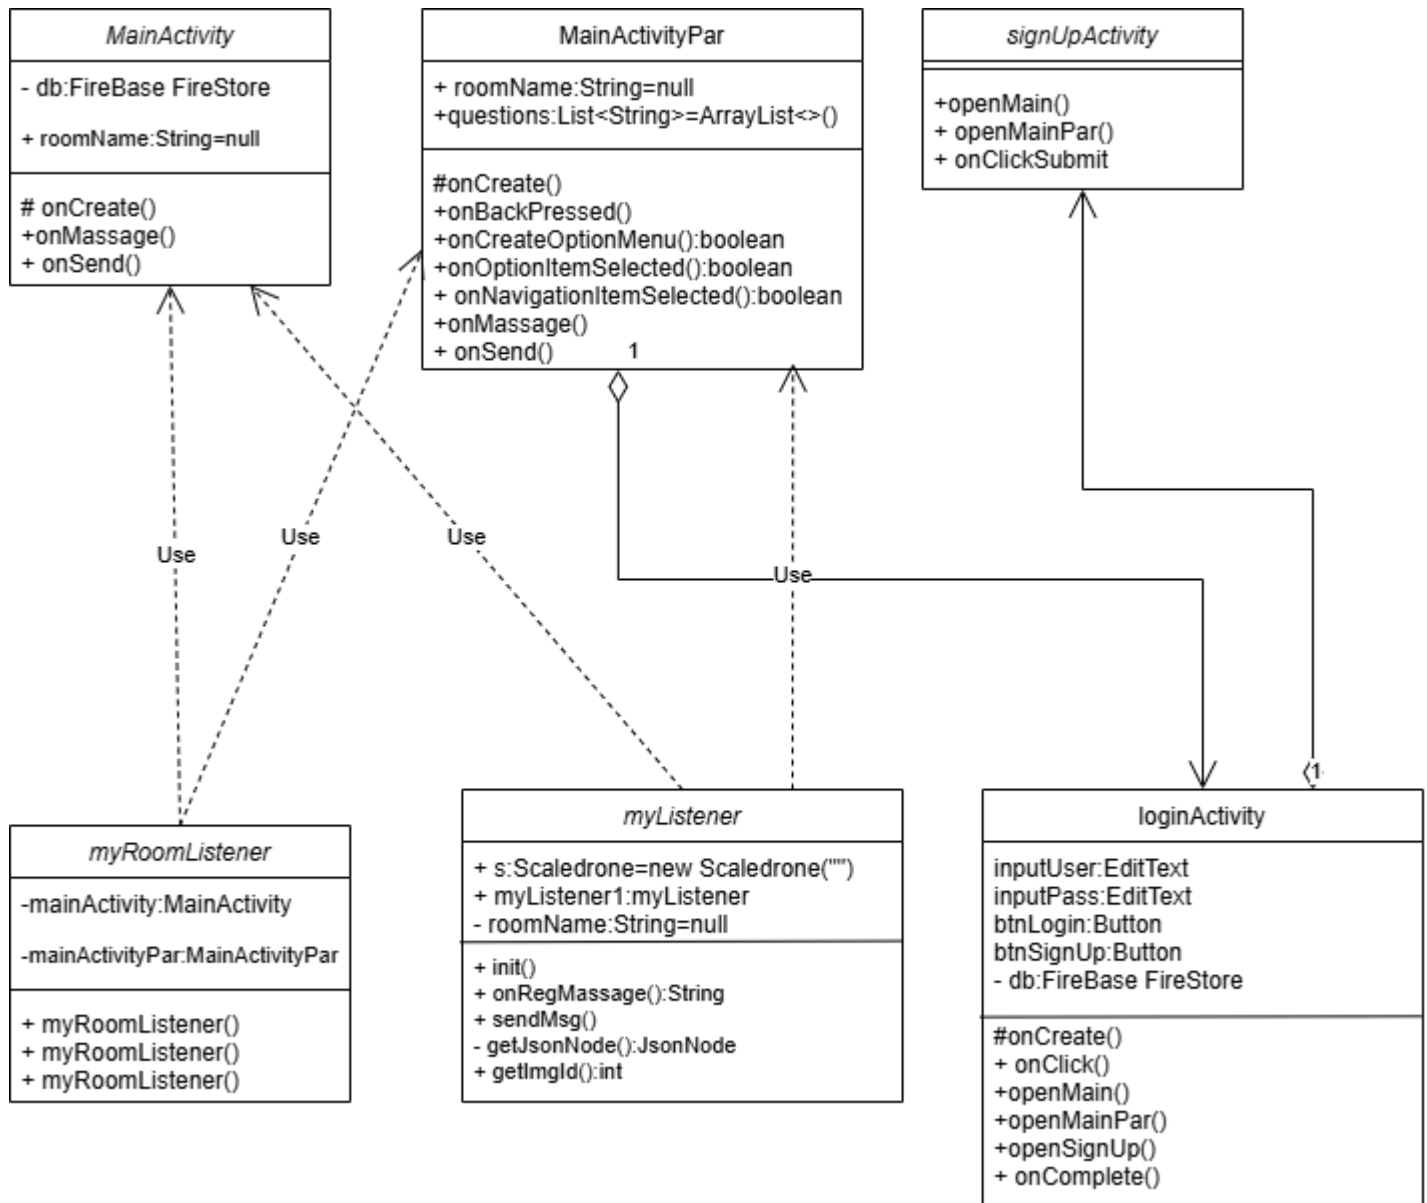 MainActivity
- db:FireBase FireStore
+ roomName:String=null
# onCreate()
+onMassage()
+ onSend()
MainActivityPar
+ roomName:String=null
+questions:List<String>=ArrayList<>()
#onCreate()
+onBackPressed()
+onCreateOptionMenu():boolean
+onOptionItemSelected():boolean
+ onNavigationItemSelected():boolean
+onMassage()
+ onSend()
1
signUpActivity
+openMain()
+ openMainPar()
+ onClickSubmit
Use
Use
Use
Use
1
myRoomListener
-mainActivity:MainActivity
-mainActivityPar:MainActivityPar
+ myRoomListener()
+ myRoomListener()
+ myRoomListener()
myListener
+ s:Scaledrone=new Scaledrone("")
+ myListener1:myListener
- roomName:String=null
+ init()
+ onRegMassage():String
+ sendMsg()
- getJsonNode():JsonNode
+ getImgId():int
loginActivity
inputUser:EditText
inputPass:EditText
btnLogin:Button
btnSignUp:Button
- db:FireBase FireStore
#onCreate()
+ onClick()
+openMain()
+openMainPar()
+openSignUp()
+ onComplete()